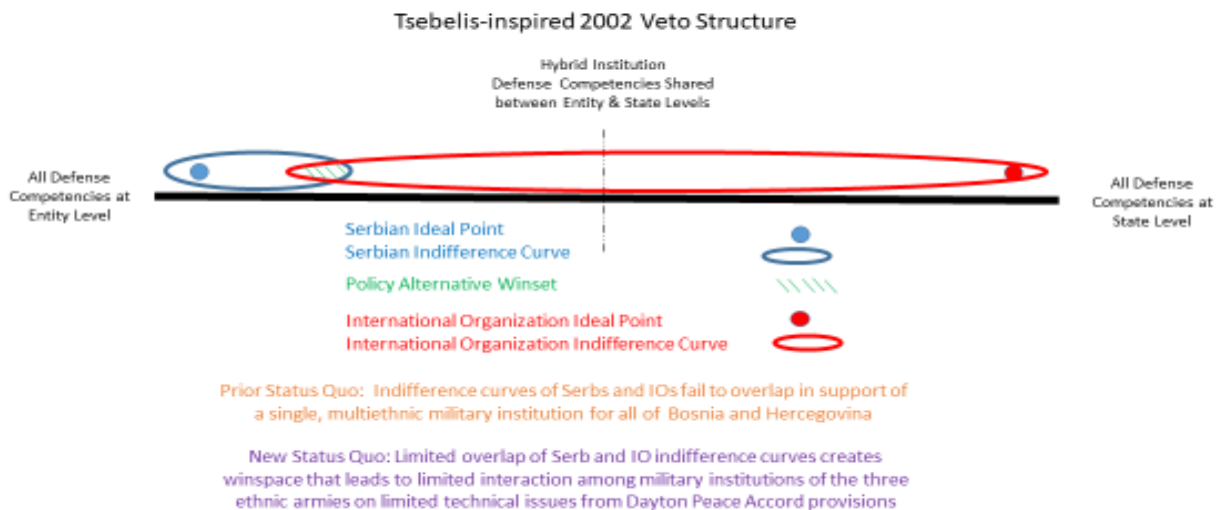 Tsebelis-inspired 2002 Veto Structure
Hybrid Institution
Defense Competencies Shared
between Entity & State Levels
All Defense
Competencies at
Entity Level
All Defense
Competencies at
State Level
Serbian Ideal Point
Serbian Indifference Curve
Policy Alternative Winset
International Organization Ideal Point
International Organization Indifference Curve
Prior Status Quo: Indifference curves of Serbs and IOs fail to overlap in support of
a single, multiethnic military institution for all of Bosnia and Hercegovina
New Status Quo: Limited overlap of Serb and IO indifference curves creates
winspace that leads to limited interaction among military institutions of the three
ethnic armies on limited technical issues from Dayton Peace Accord provisions